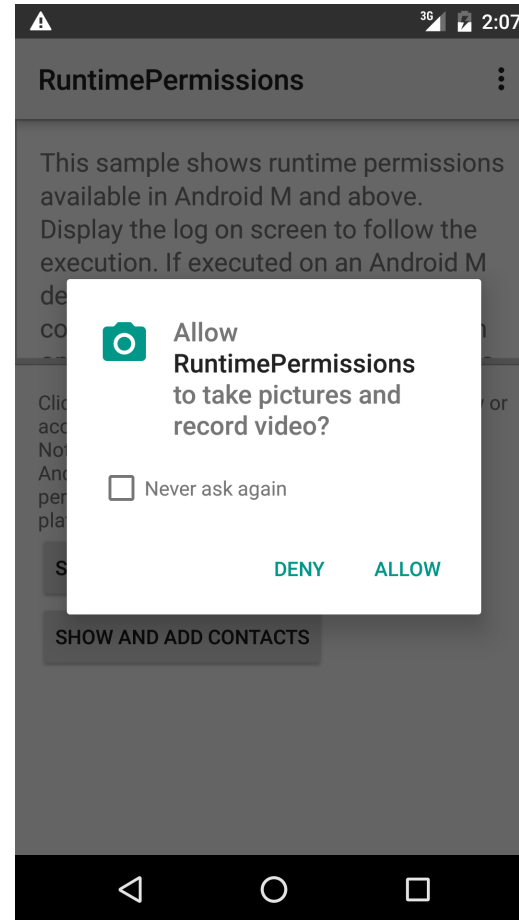 3G 2:07
RuntimePermissions
This sample shows runtime permissions
available in Android M and above.
Display the log on screen to follow the
execution. If executed on an Android M
Allow
RuntimePermissions
to take pictures and
record video?
Never ask again
DENY ALLOW
SHOW AND ADD CONTACTS